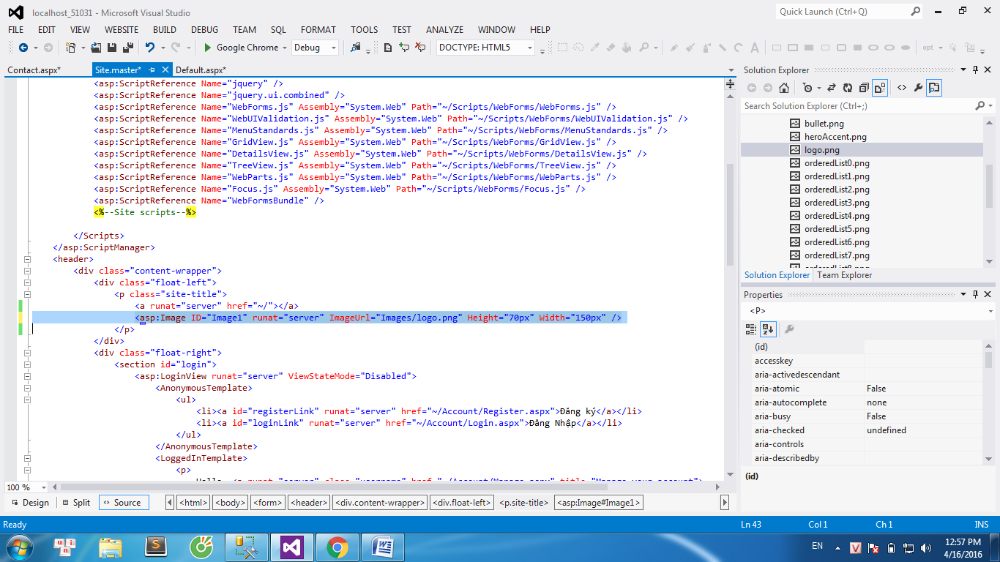 localhost_51031 - Microsoft Visual Studio
Quick Launch (Ctrl+Q)
FILE EDIT VIEW WEBSITE BUILD DEBUG TEAM SQL FORMAT TOOLS TEST ANALYZE WINDOW HELP
Google Chrome Debug DOCTYPE: HTML5 opt
Contact.aspx* Site.master* Default.aspx*
<asp:ScriptReference Name="jquery" />
<asp:ScriptReference Name="jquery.ui.combined" />
<asp:ScriptReference Name="WebForms.js" Assembly="System.Web" Path="~/Scripts/WebForms/WebForms.js" />
<asp:ScriptReference Name="WebUIValidation.js" Assembly="System.Web" Path="~/Scripts/WebForms/WebUIValidation.js" />
<asp:ScriptReference Name="MenuStandards.js" Assembly="System.Web" Path="~/Scripts/WebForms/MenuStandards.js" />
<asp:ScriptReference Name="GridView.js" Assembly="System.Web" Path="~/Scripts/WebForms/GridView.js" />
<asp:ScriptReference Name="DetailsView.js" Assembly="System.Web" Path="~/Scripts/WebForms/DetailsView.js" />
<asp:ScriptReference Name="TreeView.js" Assembly="System.Web" Path="~/Scripts/WebForms/TreeView.js" />
<asp:ScriptReference Name="WebParts.js" Assembly="System.Web" Path="~/Scripts/WebForms/WebParts.js" />
<asp:ScriptReference Name="Focus.js" Assembly="System.Web" Path="~/Scripts/WebForms/Focus.js" />
<asp:ScriptReference Name="WebFormsBundle" />
<%--Site scripts--%>
</Scripts>
</asp:ScriptManager>
<header>
<div class="content-wrapper">
<div class="float-left">
<p class="site-title">
<a runat="server" href="~/"></a>
<asp:Image ID="Image1" runat="server" ImageUrl="Images/logo.png" Height="70px" Width="150px" />
</p>
</div>
<div class="float-right">
<section id="login">
<asp:LoginView runat="server" ViewStateMode="Disabled">
<AnonymousTemplate>
<ul>
<li><a id="registerLink" runat="server" href="~/Account/Register.aspx">Đăng ký</a></li>
<li><a id="loginLink" runat="server" href="~/Account/Login.aspx">Đăng Nhập</a></li>
</ul>
</AnonymousTemplate>
<LoggedInTemplate>
<p>
Hello, <a runat="server" class="username" href="~/Account/Manage.aspx" title="Manage your account">
100 %
Design Split Source <html> <body> <form> <header> <div.content-wrapper> <div.float-left> <p.site-title> <asp:Image#Image1>
Solution Explorer
Search Solution Explorer (Ctrl+;)
bullet.png
heroAccent.png
logo.png
orderedList0.png
orderedList1.png
orderedList2.png
orderedList3.png
orderedList4.png
orderedList5.png
orderedList6.png
orderedList7.png
orderedList8.png
Solution Explorer Team Explorer
Properties
<P>
(id)
accesskey
aria-activedescendant
aria-atomic False
aria-autocomplete none
aria-busy False
aria-checked undefined
aria-controls
aria-describedby
(id)
Ready Ln 43 Col 1 Ch 1 INS
EN 12:57 PM
4/16/2016